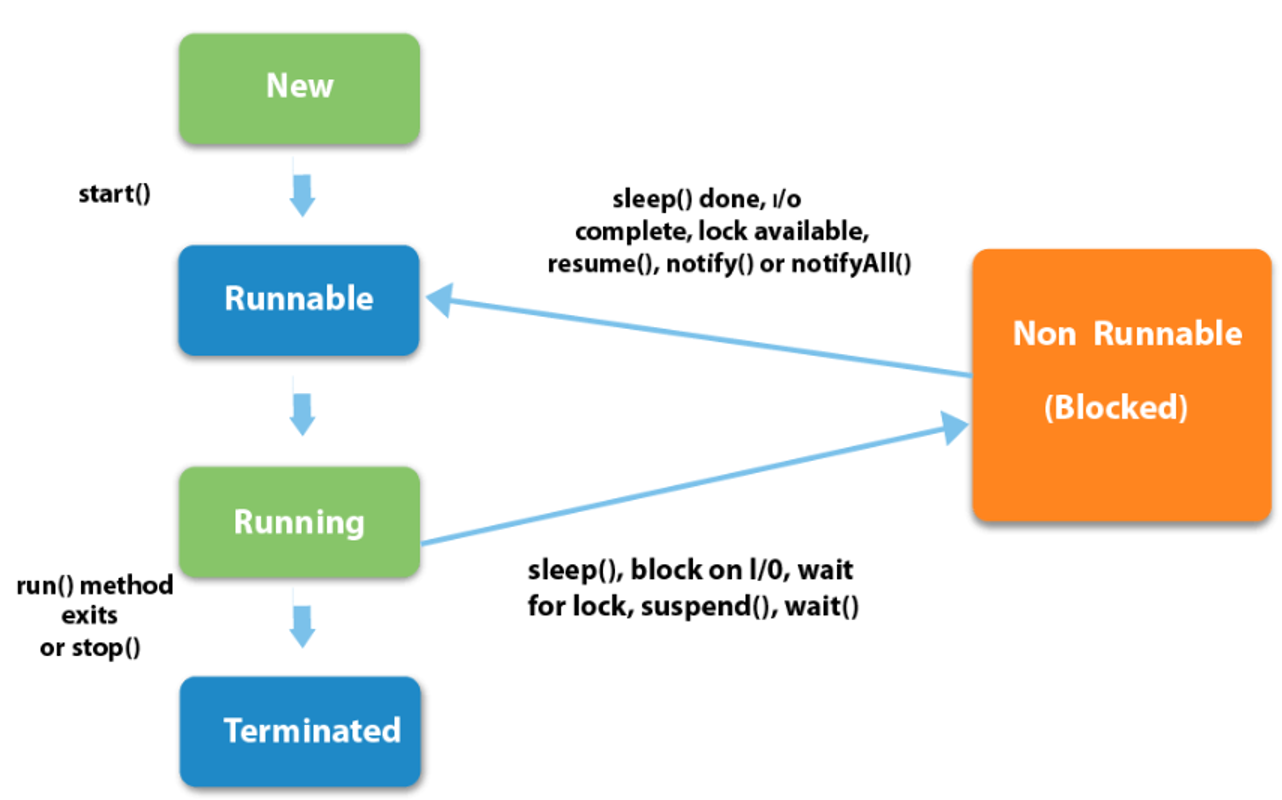 New
start()
sleep() done, I/o
complete, lock available,
resume(), notify() or notifyAll()
Runnable
Non Runnable
(Blocked)
Running
sleep(), block on l/0, wait
for lock, suspend(), wait()
run() method
exits
or stop()
Terminated